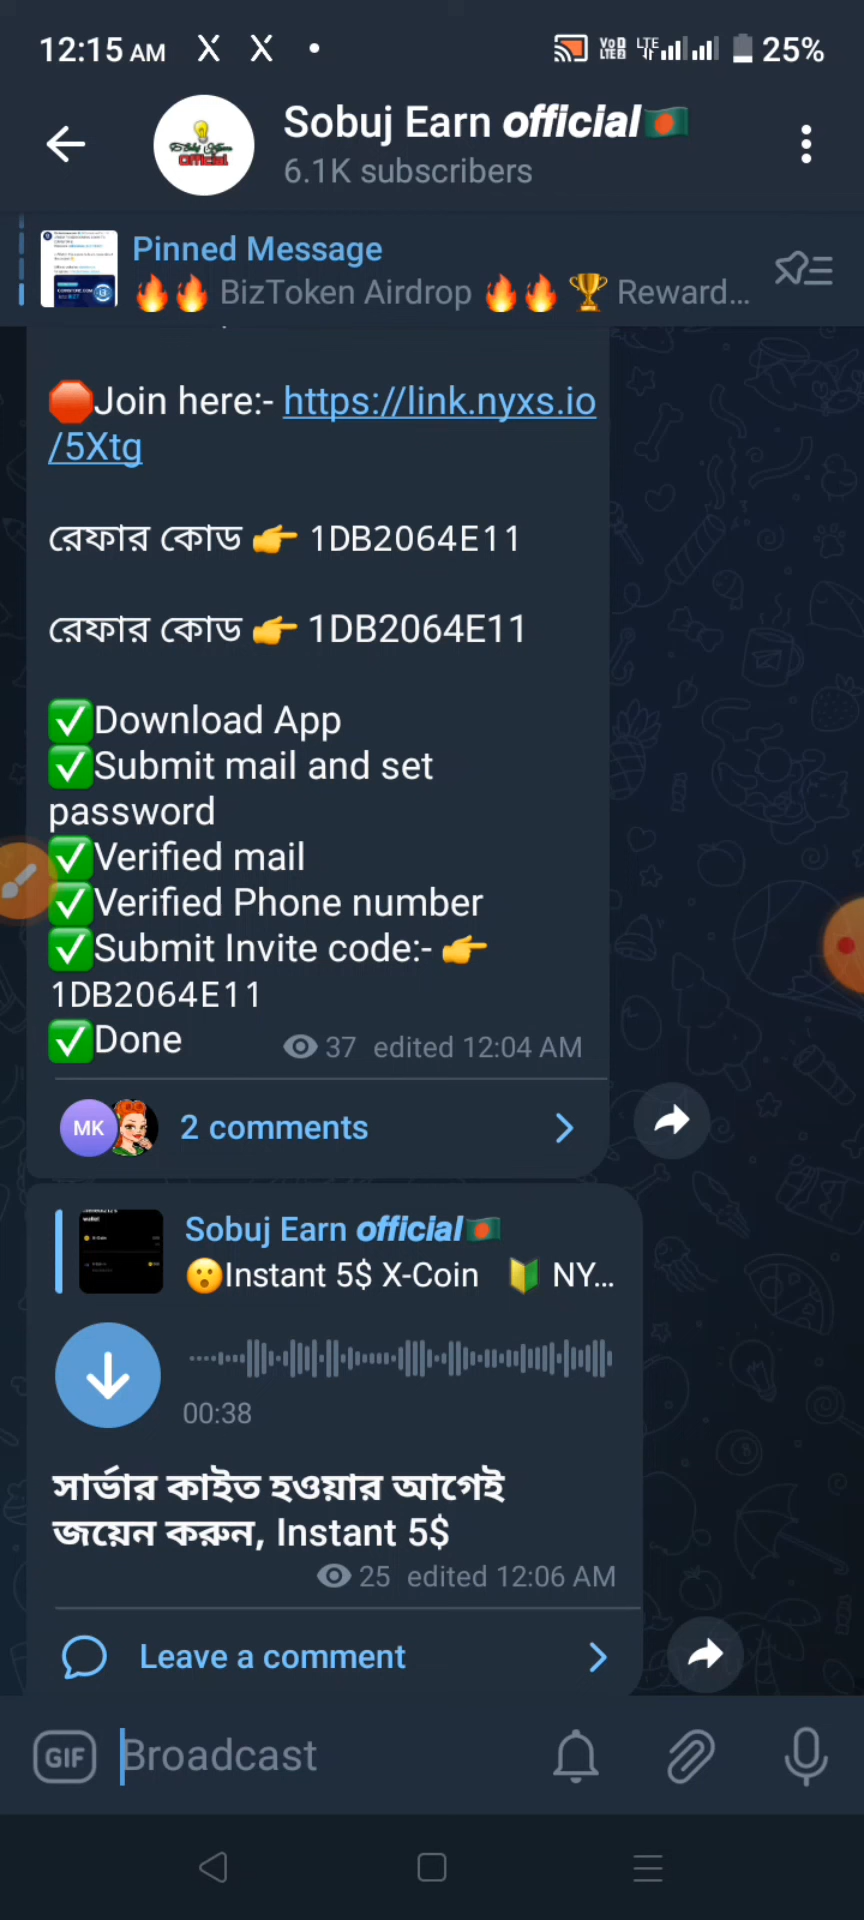 12:15 AM X X • Vo LTE LTE 25%
Sobuj Earn official🇧🇩
6.1K subscribers
Pinned Message
🔥🔥 BizToken Airdrop 🔥🔥 🏆 Reward...
🛑Join here:- https://link.nyxs.io
/5Xtg
রেফার কোড 👉 1DB2064E11
রেফার কোড 👉 1DB2064E11
✅Download App
✅Submit mail and set
password
✅Verified mail
✅Verified Phone number
✅Submit Invite code:- 👉
1DB2064E11
✅Done 37 edited 12:04 AM
MK 2 comments
Sobuj Earn official🇧🇩
😮Instant 5$ X-Coin 🔰 NY...
00:38
সার্ভার কাইত হওয়ার আগেই
জয়েন করুন, Instant 5$
25 edited 12:06 AM
Leave a comment
GIF Broadcast